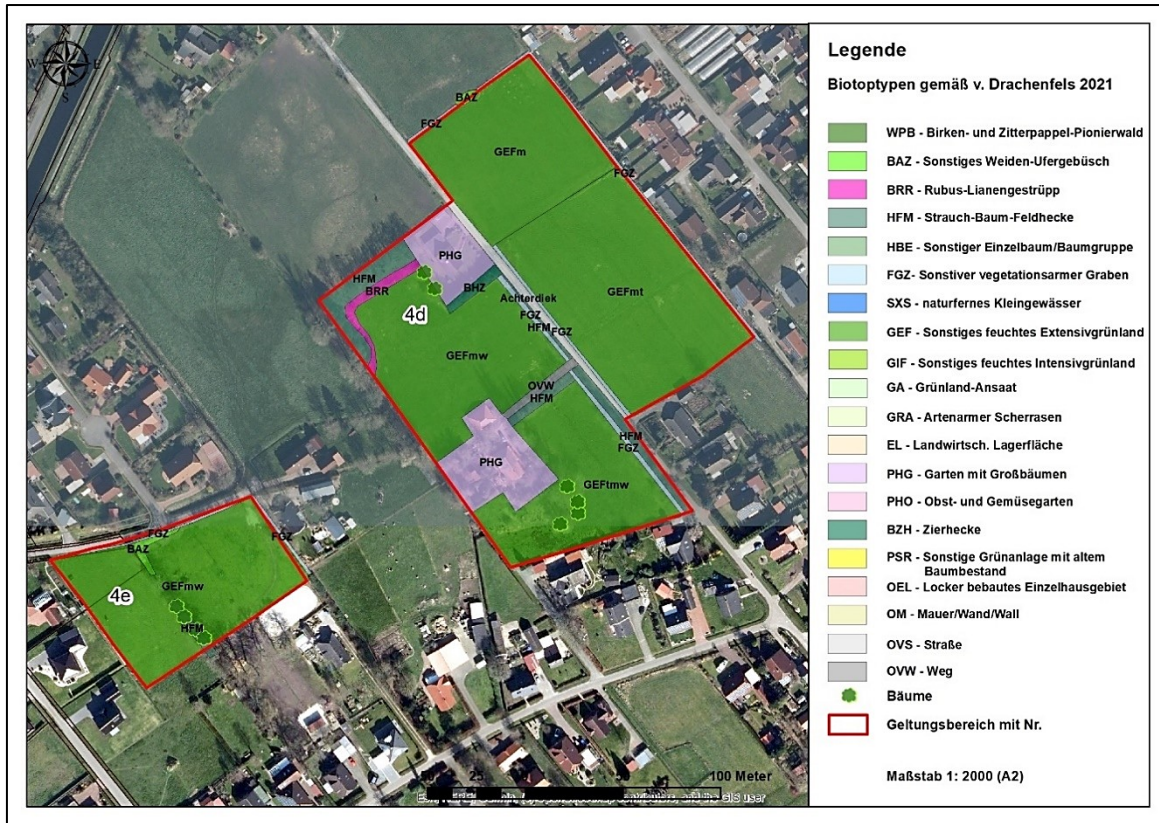 W
E
S
BAZ
FGZ
GEFm
FGZ
PHG
HFM
BRR
BHZ
4d
Achterdiek
FGZ
HFM
FGZ
GEFmt
GEFmw
OVW
HFM
HFM
FGZ
PHG
GEFtmw
FGZ
BAZ
FGZ
GEFmw
4e
HFM
25
50
100 Meter
Legende
Biotoptypen gemäß v. Drachenfels 2021
WPB - Birken- und Zitterpappel-Pionierwald
BAZ - Sonstiges Weiden-Ufergebüsch
BRR - Rubus-Lianengestrüpp
HFM - Strauch-Baum-Feldhecke
HBE - Sonstiger Einzelbaum/Baumgruppe
FGZ- Sonstiver vegetationsarmer Graben
SXS - naturfernes Kleingewässer
GEF - Sonstiges feuchtes Extensivgrünland
GIF - Sonstiges feuchtes Intensivgrünland
GA - Grünland-Ansaat
GRA - Artenarmer Scherrasen
EL - Landwirtsch. Lagerfläche
PHG - Garten mit Großbäumen
PHO - Obst- und Gemüsegarten
BZH - Zierhecke
PSR - Sonstige Grünanlage mit altem
Baumbestand
OEL - Locker bebautes Einzelhausgebiet
OM - Mauer/Wand/Wall
OVS - Straße
OVW - Weg
Bäume
Geltungsbereich mit Nr.
Maßstab 1: 2000 (A2)